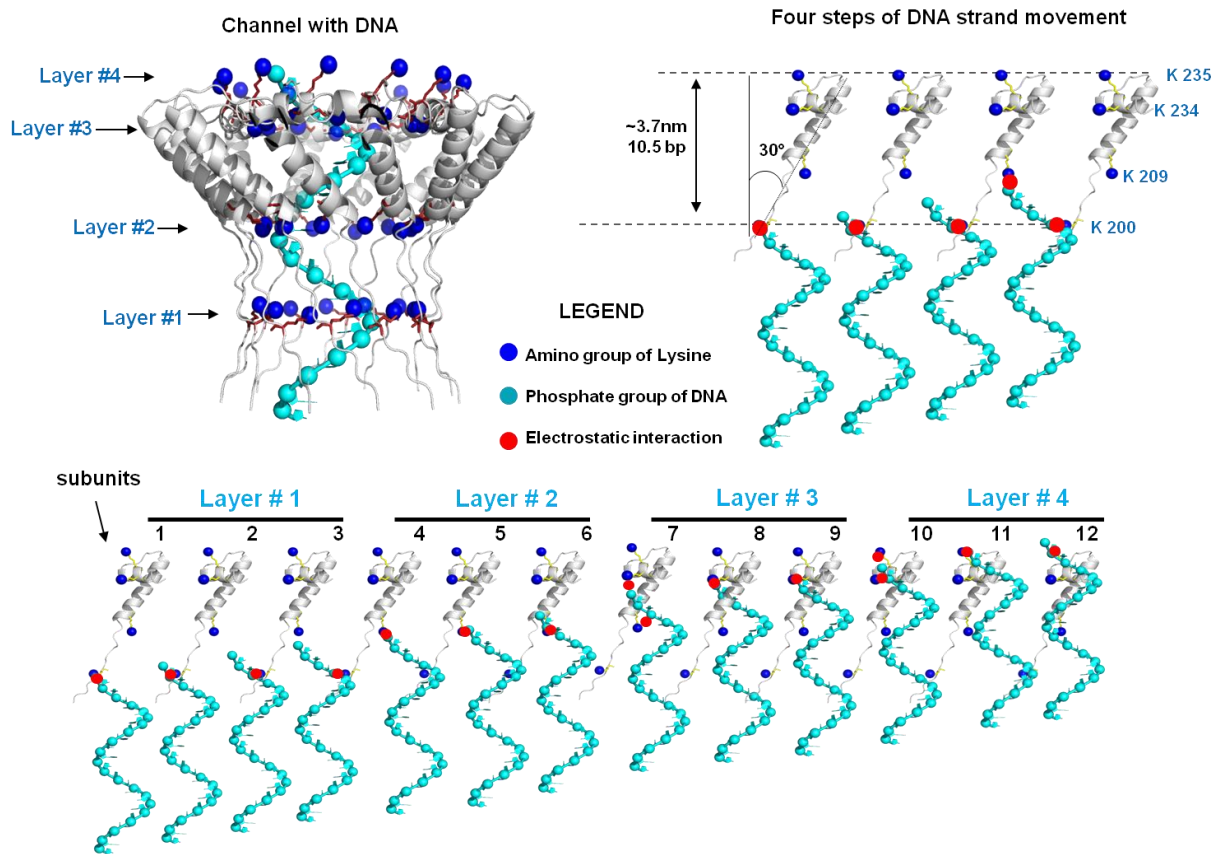 Channel with DNA
Layer #4
Layer #3
Layer #2
Layer #1
Four steps of DNA strand movement
~3.7nm
10.5 bp
30º
K 235
K 234
K 209
K 200
LEGEND
Amino group of Lysine
Phosphate group of DNA
Electrostatic interaction
subunits
Layer # 1
Layer # 2
Layer # 3
Layer # 4
1 2 3 4 5 6 7 8 9 10 11 12